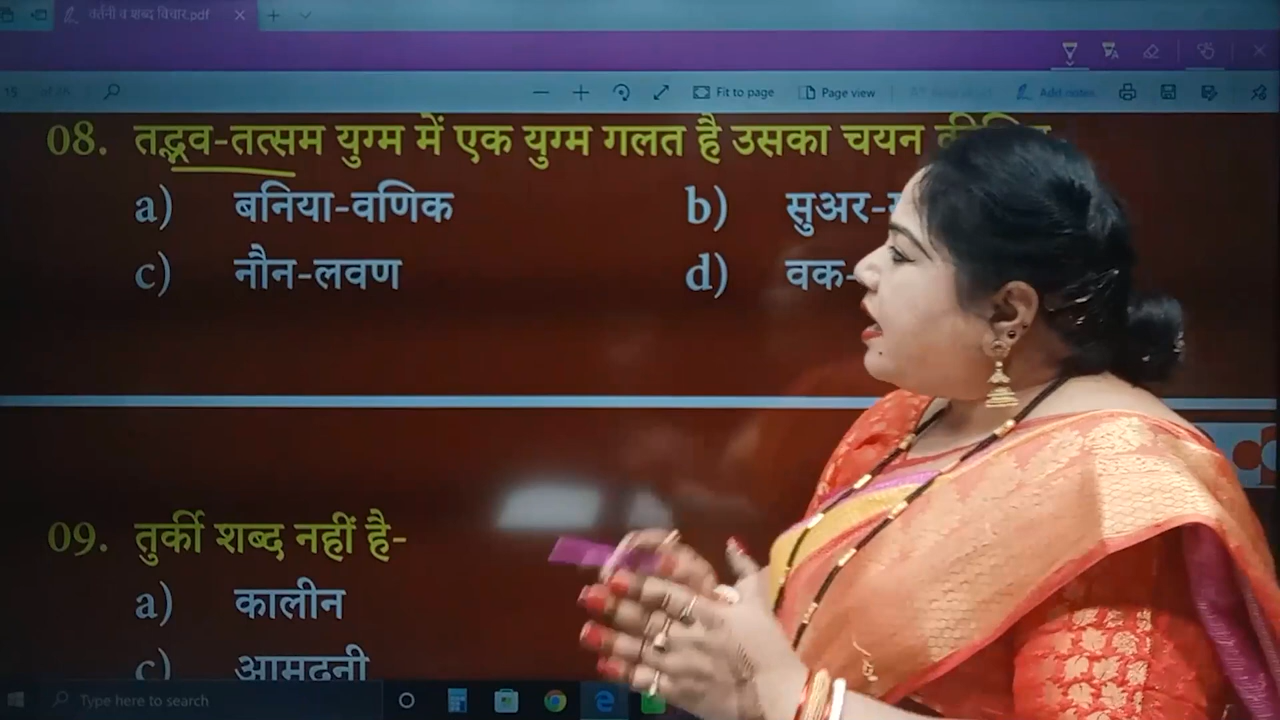 वर्तनी व शब्द विचार.pdf
19
Fit to page
Page view
Add notes
08. तद्भव-तत्सम युग्म में एक युग्म गलत है उसका चयन
a) बनिया-वणिक b) सुअर-
c) नौन-लवण d) वक-
09. तुर्की शब्द नहीं है-
a) कालीन
c) आमदनी
Type here to search